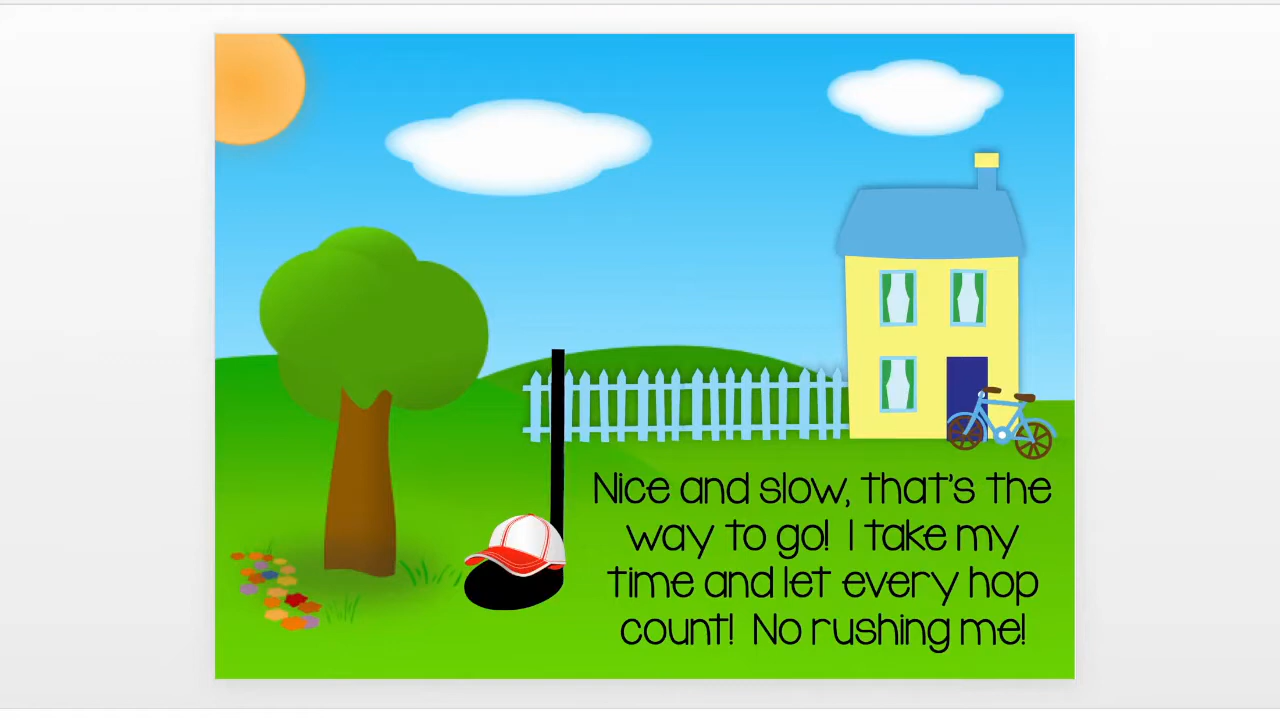 Nice and slow, that's the
way to go! I take my
time and let every hop
count! No rushing me!